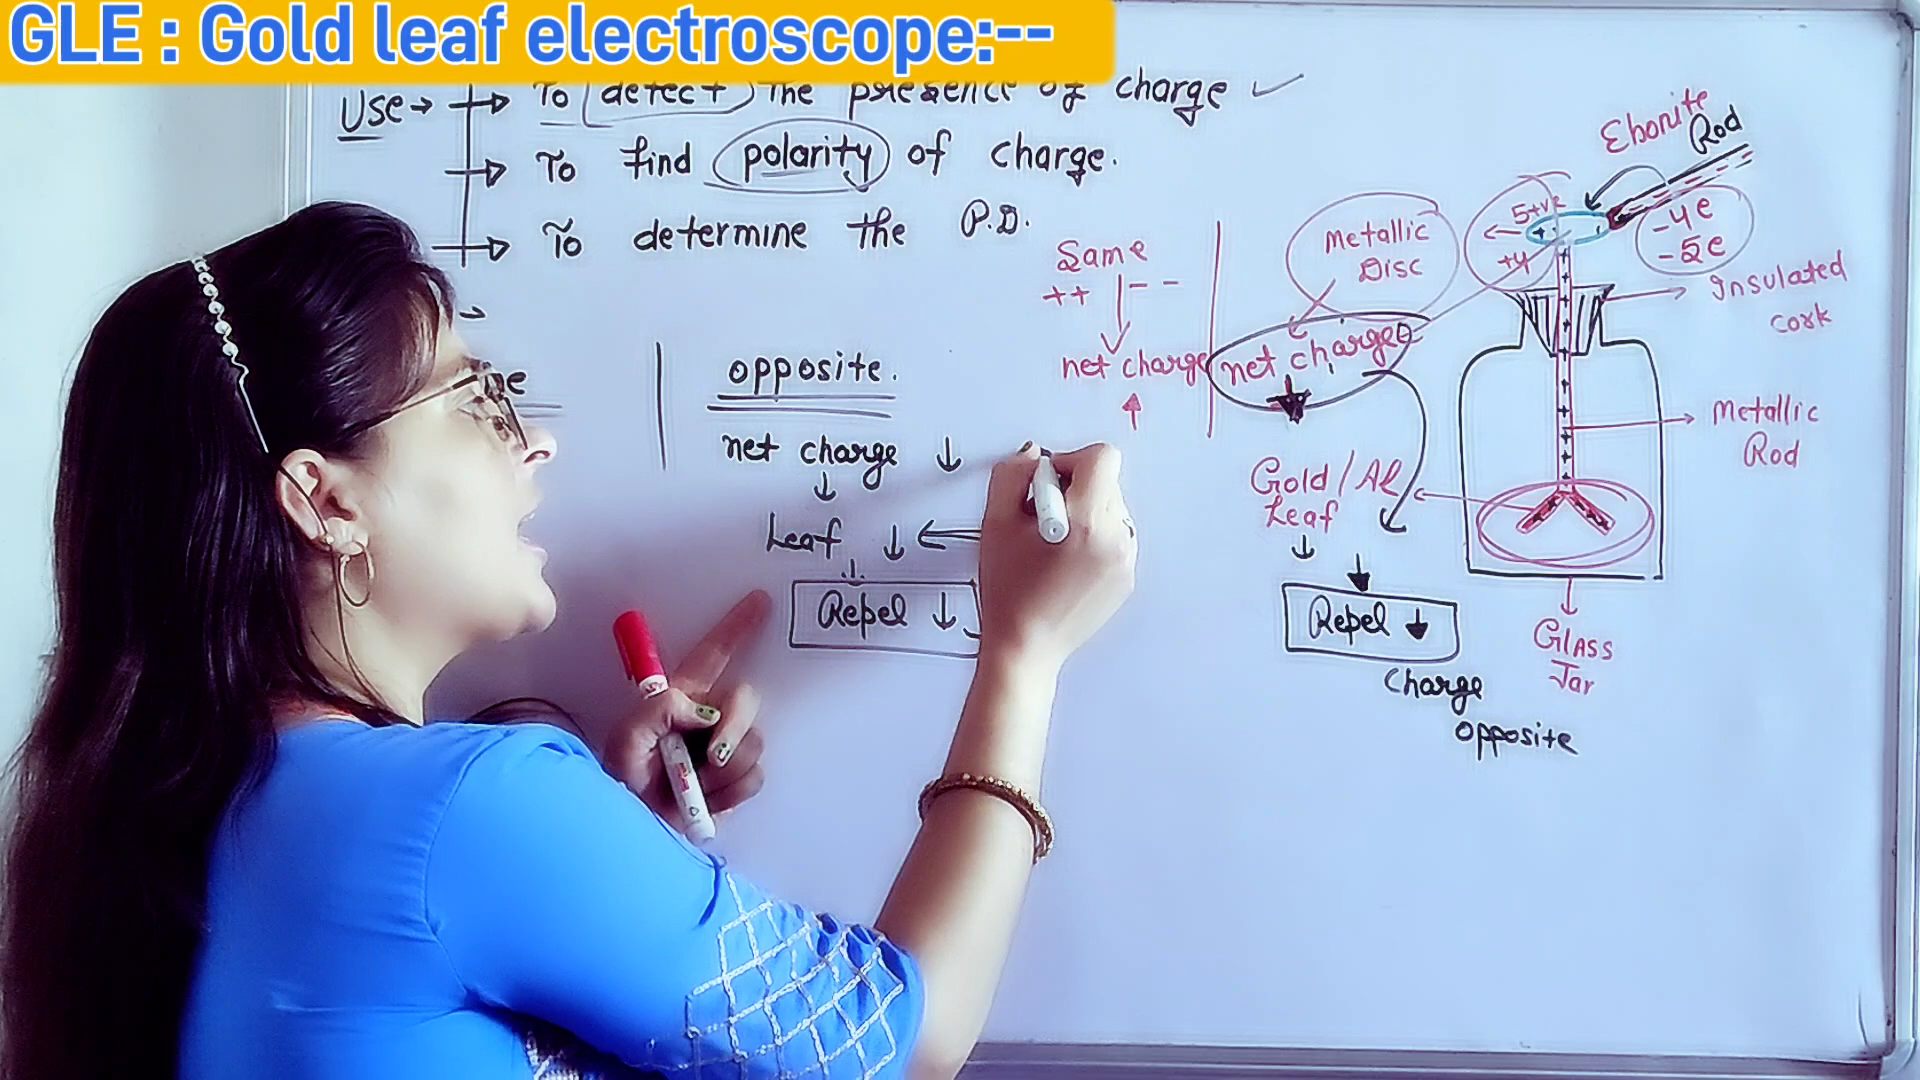 GLE : Gold leaf electroscope:--
Use → → To detect the presence of charge ✓
→ To find polarity of charge.
→ To determine the P.D.
opposite.
net charge ↓
↓
Leaf ↓ ←
↓
Repel ↓
Same
++ | - -
net charge
↑
Metallic
Disc
net charge
↓
Gold/Al
Leaf
↓
Repel ↓
Charge
opposite
Ebonite
Rod
5+ve
+4
-4e
-5e
Insulated
cork
Metallic
Rod
Glass
Jar